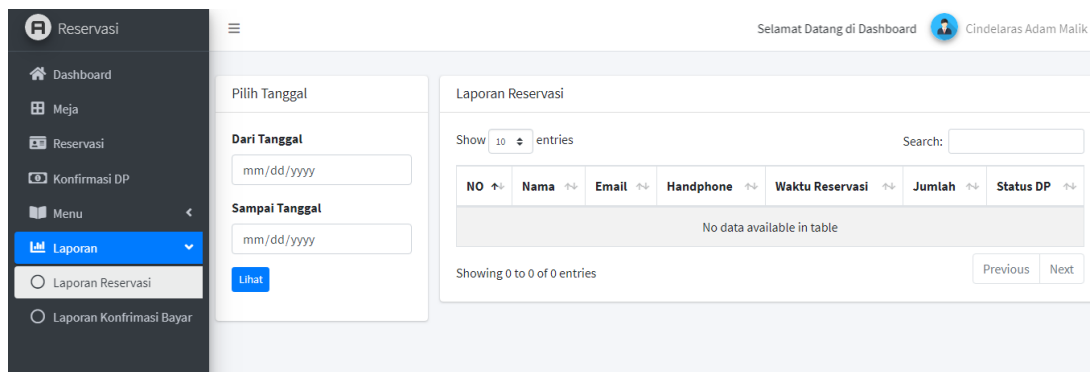 Reservasi
Selamat Datang di Dashboard Cindelaras Adam Malik
Dashboard
Meja
Reservasi
Konfirmasi DP
Menu
Laporan
Laporan Reservasi
Laporan Konfrimasi Bayar
Pilih Tanggal
Dari Tanggal
mm/dd/yyyy
Sampai Tanggal
mm/dd/yyyy
Lihat
Laporan Reservasi
Show 10 entries Search:
NO Nama Email Handphone Waktu Reservasi Jumlah Status DP
No data available in table
Showing 0 to 0 of 0 entries Previous Next